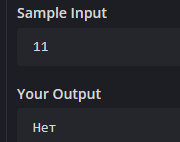 Sample Input
11
Your Output
Нет